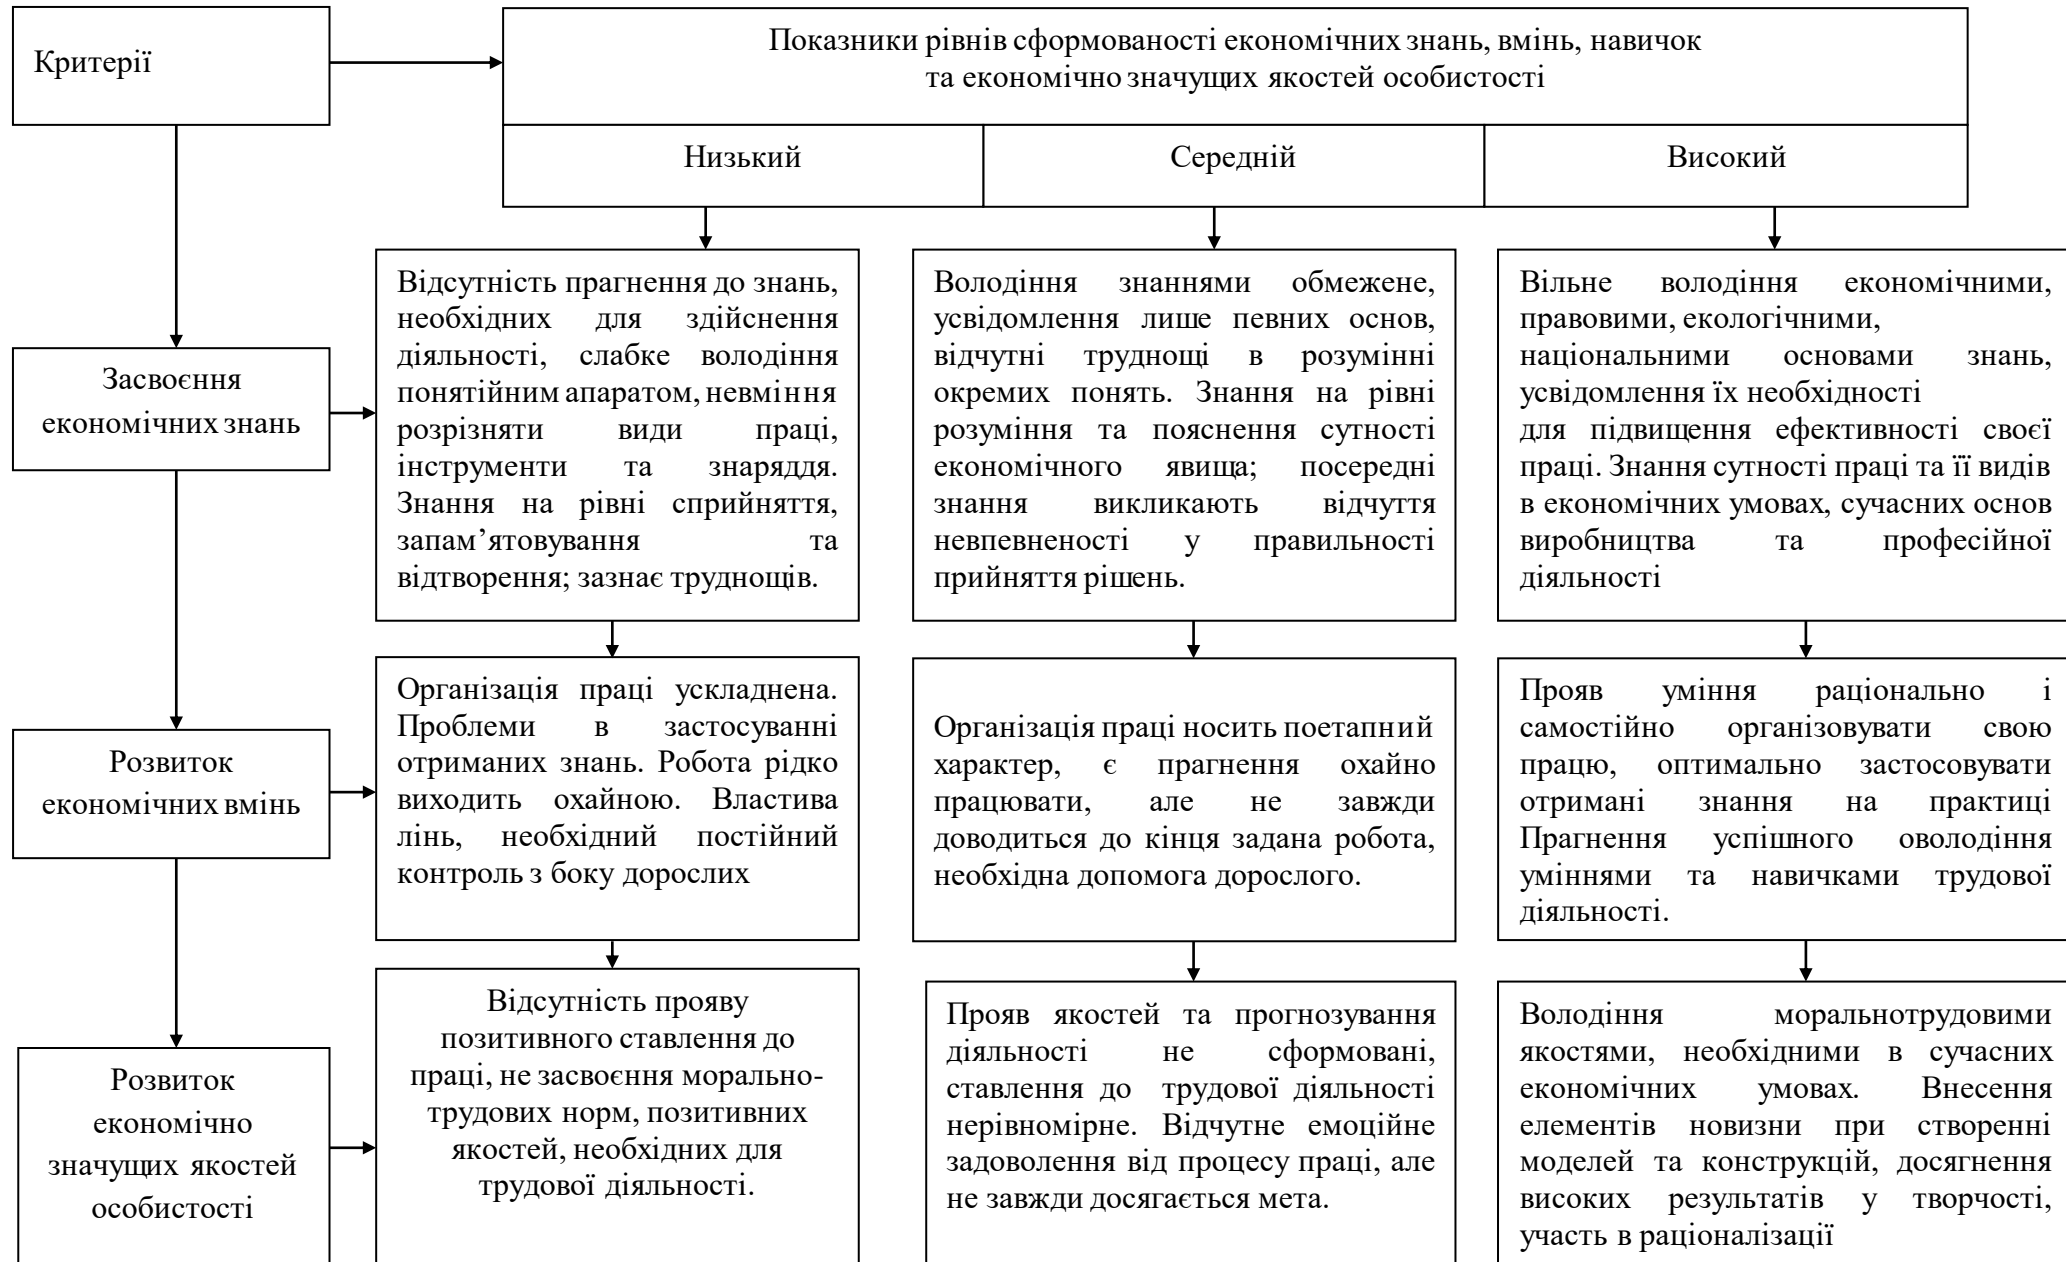 Критерії
Показники рівнів сформованості економічних знань, вмінь, навичок
та економічно значущих якостей особистості
Низький
Середній
Високий
Засвоєння
економічних знань
Відсутність прагнення до знань,
необхідних для здійснення
діяльності, слабке володіння
понятійним апаратом, невміння
розрізняти види праці,
інструменти та знаряддя.
Знання на рівні сприйняття,
запам’ятовування та
відтворення; зазнає труднощів.
Володіння знаннями обмежене,
усвідомлення лише певних основ,
відчутні труднощі в розумінні
окремих понять. Знання на рівні
розуміння та пояснення сутності
економічного явища; посередні
знання викликають відчуття
невпевненості у правильності
прийняття рішень.
Вільне володіння економічними,
правовими, екологічними,
національними основами знань,
усвідомлення їх необхідності
для підвищення ефективності своєї
праці. Знання сутності праці та її видів
в економічних умовах, сучасних основ
виробництва та професійної
діяльності
Розвиток
економічних вмінь
Організація праці ускладнена.
Проблеми в застосуванні
отриманих знань. Робота рідко
виходить охайною. Властива
лінь, необхідний постійний
контроль з боку дорослих
Організація праці носить поетапний
характер, є прагнення охайно
працювати, але не завжди
доводиться до кінця задана робота,
необхідна допомога дорослого.
Прояв уміння раціонально і
самостійно організовувати свою
працю, оптимально застосовувати
отримані знання на практиці
Прагнення успішного оволодіння
уміннями та навичками трудової
діяльності.
Розвиток
економічно
значущих якостей
особистості
Відсутність прояву
позитивного ставлення до
праці, не засвоєння морально-
трудових норм, позитивних
якостей, необхідних для
трудової діяльності.
Прояв якостей та прогнозування
діяльності не сформовані,
ставлення до трудової діяльності
нерівномірне. Відчутне емоційне
задоволення від процесу праці, але
не завжди досягається мета.
Володіння моральнотрудовими
якостями, необхідними в сучасних
економічних умовах. Внесення
елементів новизни при створенні
моделей та конструкцій, досягнення
високих результатів у творчості,
участь в раціоналізації